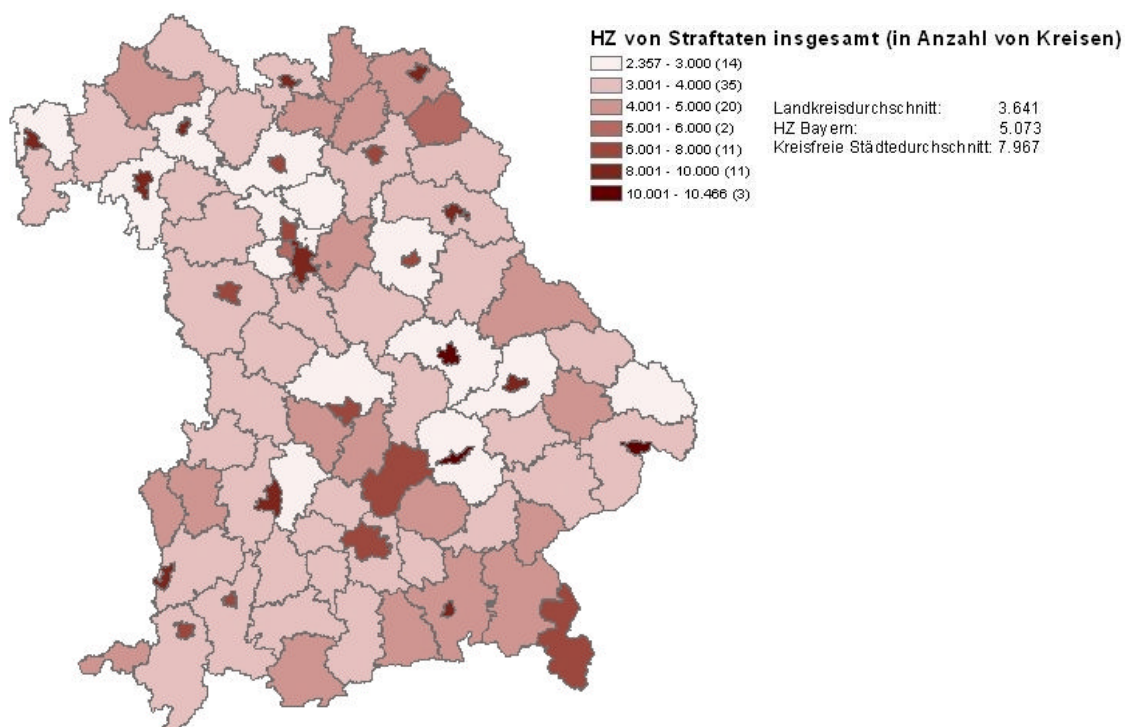 HZ von Straftaten insgesamt (in Anzahl von Kreisen)
2.357 - 3.000 (14)
3.001 - 4.000 (35)
4.001 - 5.000 (20)
5.001 - 6.000 (2)
6.001 - 8.000 (11)
8.001 - 10.000 (11)
10.001 - 10.466 (3)
Landkreisdurchschnitt: 3.641
HZ Bayern: 5.073
Kreisfreie Städtedurchschnitt: 7.967